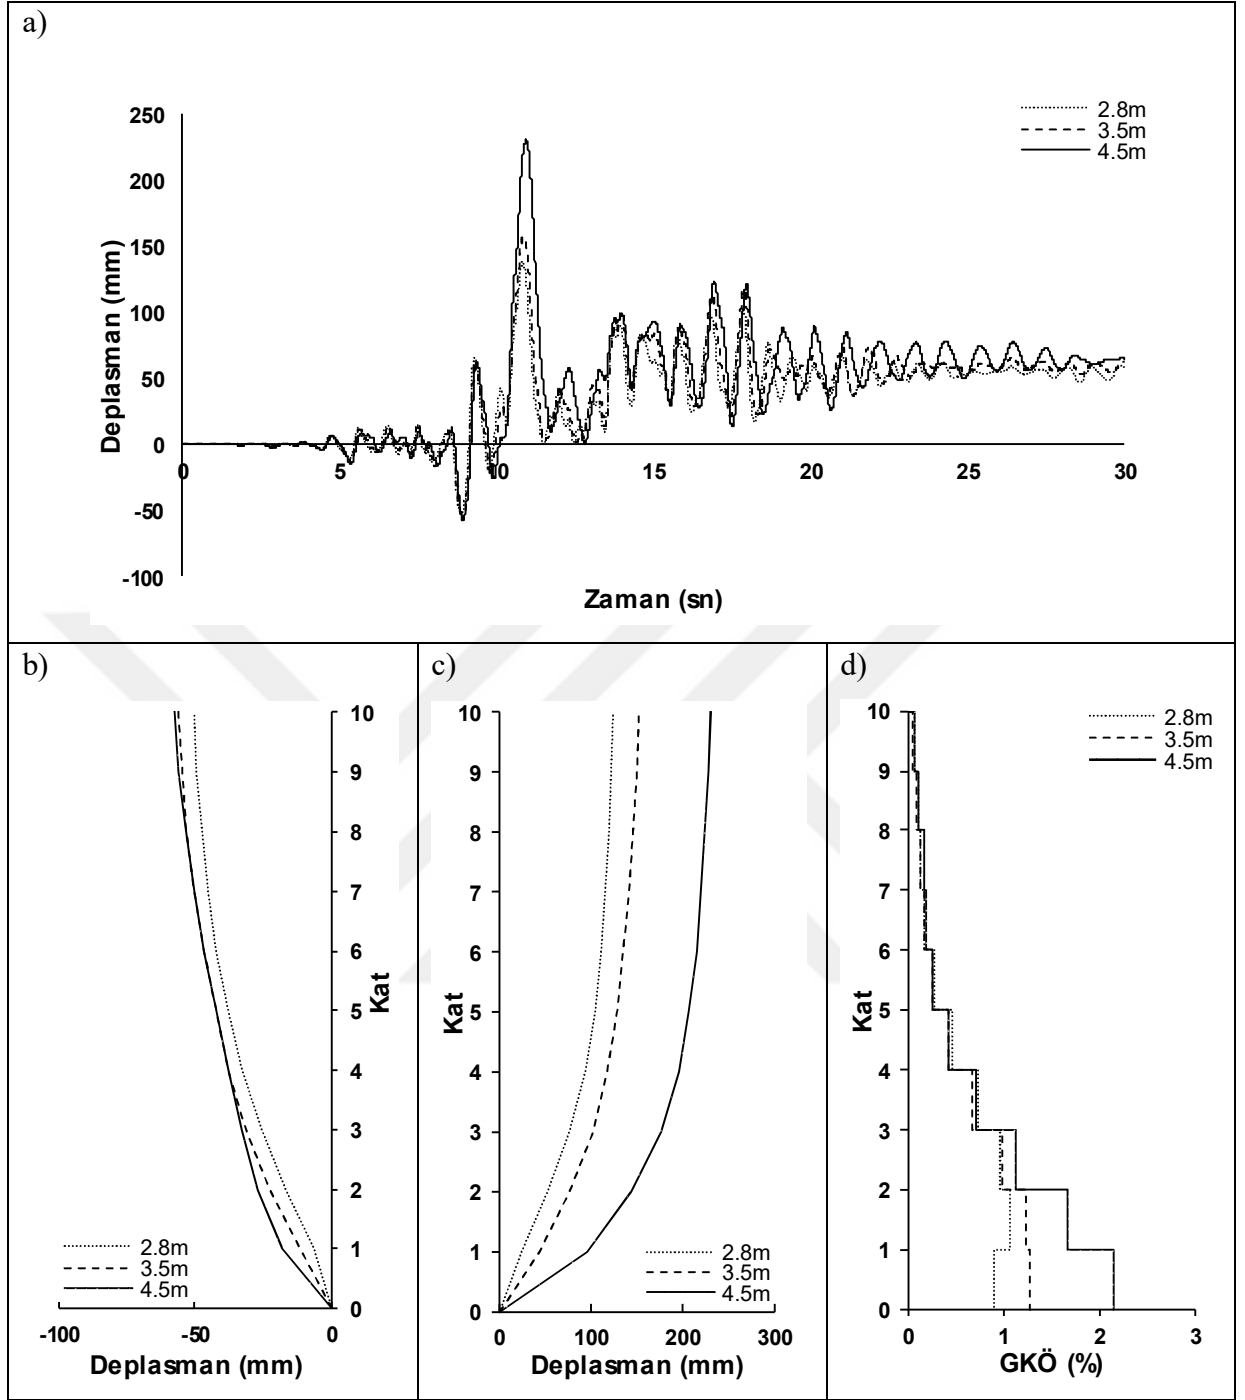 a)
250
200
150
100
50
0
-50
-100
Deplasman (mm)
0 5 10 15 20 25 30
Zaman (sn)
2.8m
3.5m
4.5m
b)
10
9
8
7
6
5
4
3
2
1
0
Kat
2.8m
3.5m
4.5m
-100 -50 0
Deplasman (mm)
c)
10
9
8
7
6
5
4
3
2
1
0
Kat
2.8m
3.5m
4.5m
0 100 200 300
Deplasman (mm)
d)
2.8m
3.5m
4.5m
10
9
8
7
6
5
4
3
2
1
0
Kat
0 1 2 3
GKÖ (%)